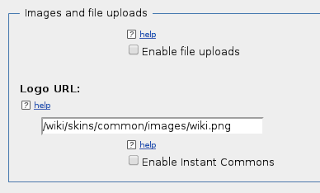 Images and file uploads
? help
Enable file uploads
Logo URL:
? help
/wiki/skins/common/images/wiki.png
? help
Enable Instant Commons